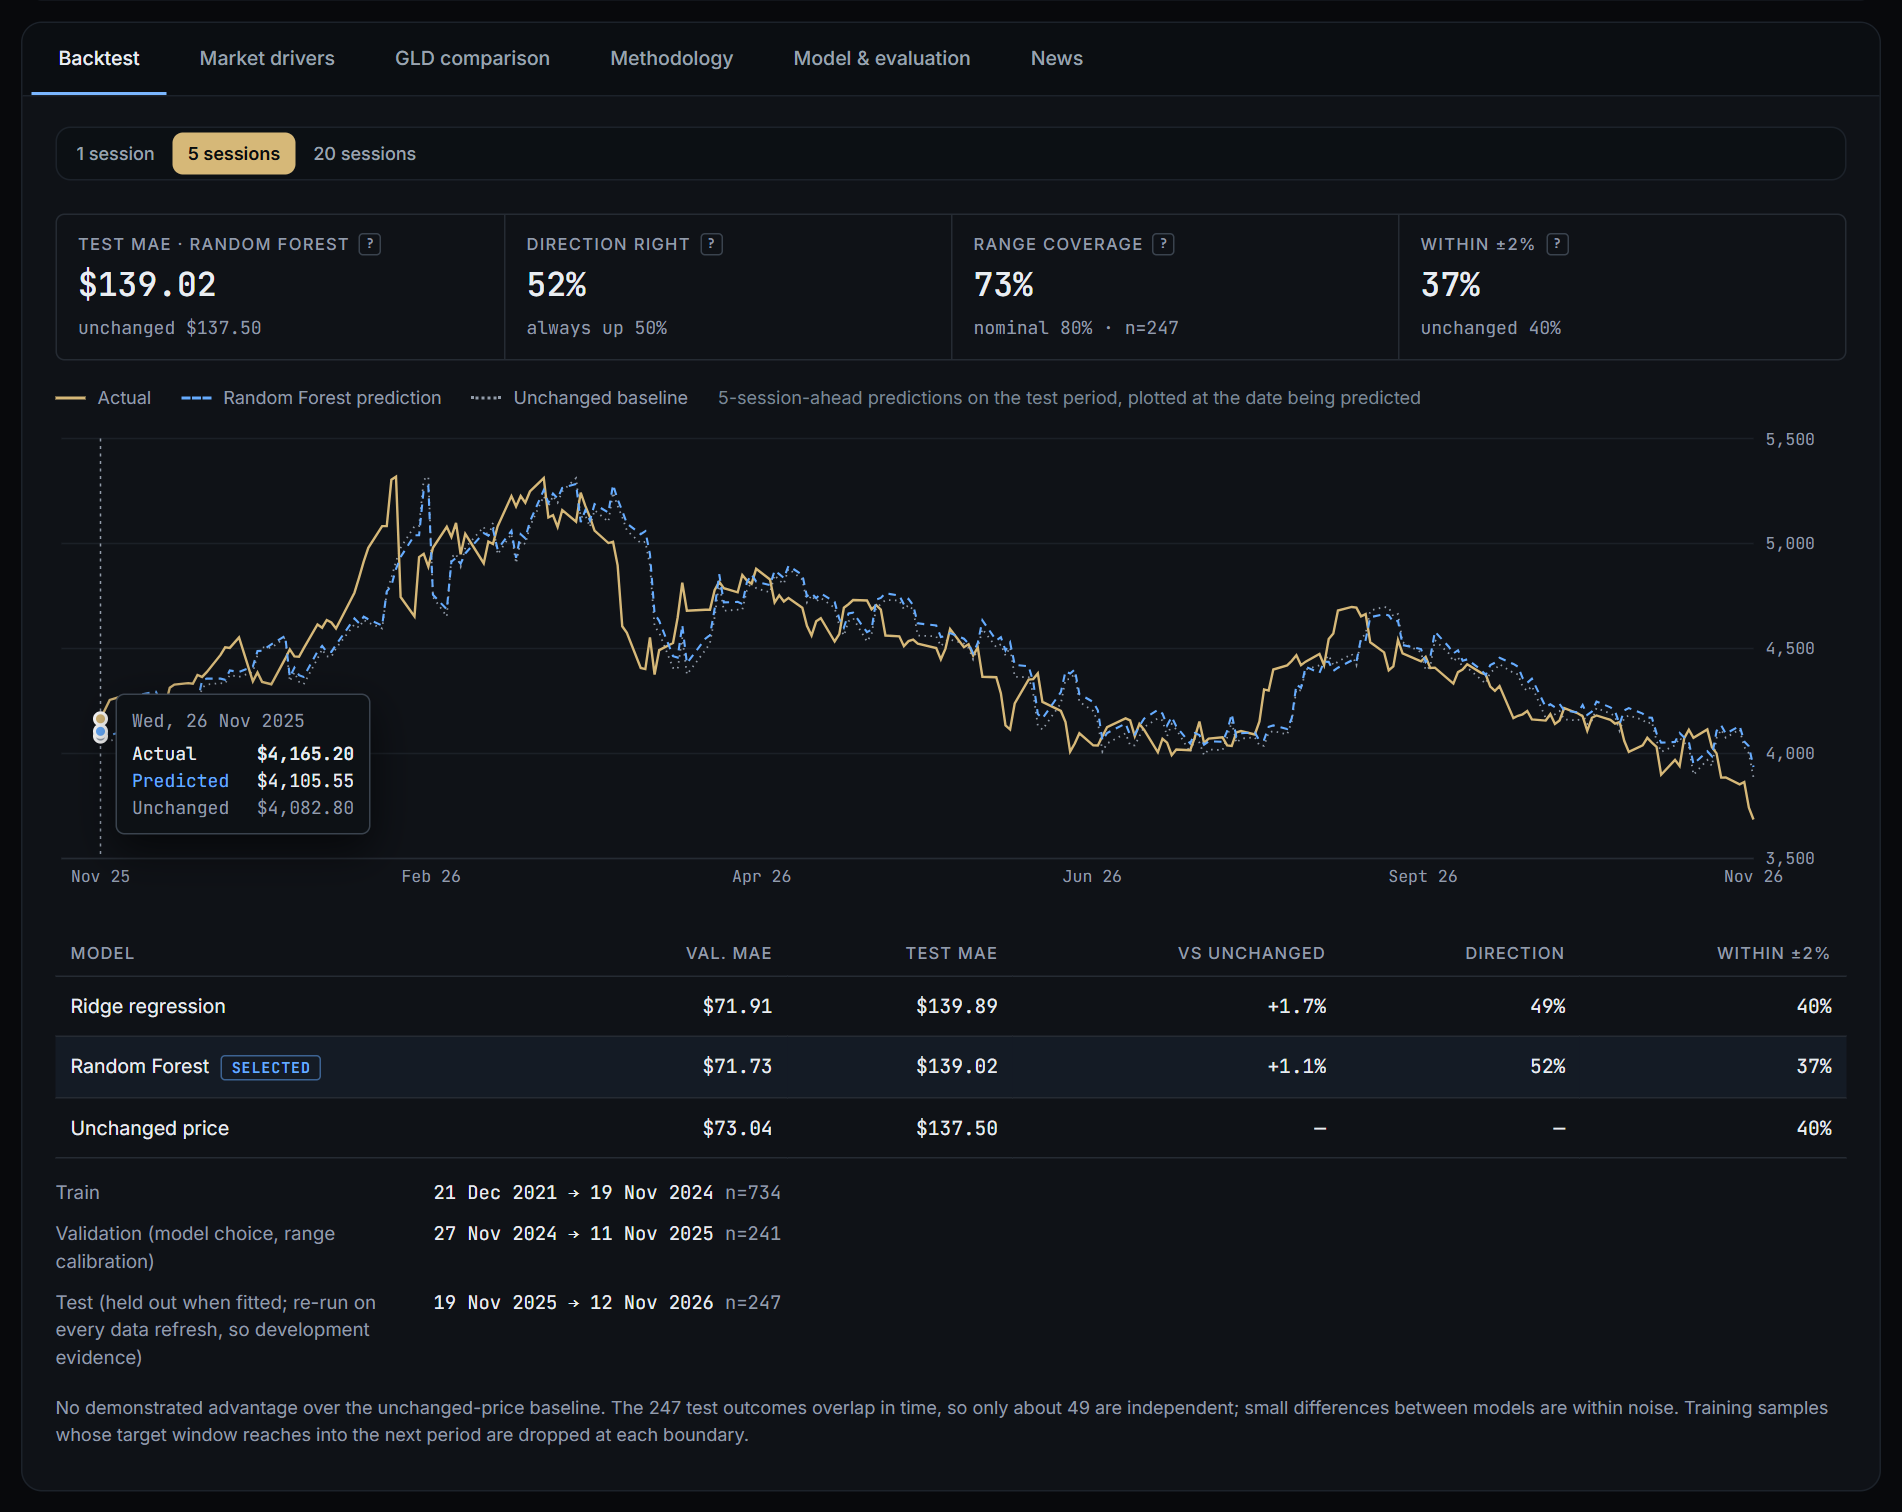 Backtest Market drivers GLD comparison Methodology Model & evaluation News
1 session 5 sessions 20 sessions
TEST MAE · RANDOM FOREST ? DIRECTION RIGHT ? RANGE COVERAGE ? WITHIN ±2% ?
$139.02 52% 73% 37%
unchanged $137.50 always up 50% nominal 80% · n=247 unchanged 40%
Actual Random Forest prediction Unchanged baseline 5-session-ahead predictions on the test period, plotted at the date being predicted
5,500
5,000
4,500
4,000
3,500
Wed, 26 Nov 2025
Actual $4,165.20
Predicted $4,105.55
Unchanged $4,082.80
Nov 25 Feb 26 Apr 26 Jun 26 Sept 26 Nov 26
MODEL VAL. MAE TEST MAE VS UNCHANGED DIRECTION WITHIN ±2%
Ridge regression $71.91 $139.89 +1.7% 49% 40%
Random Forest SELECTED $71.73 $139.02 +1.1% 52% 37%
Unchanged price $73.04 $137.50 — — 40%
Train 21 Dec 2021 → 19 Nov 2024 n=734
Validation (model choice, range 27 Nov 2024 → 11 Nov 2025 n=241
calibration)
Test (held out when fitted; re-run on 19 Nov 2025 → 12 Nov 2026 n=247
every data refresh, so development
evidence)
No demonstrated advantage over the unchanged-price baseline. The 247 test outcomes overlap in time, so only about 49 are independent; small differences between models are within noise. Training samples
whose target window reaches into the next period are dropped at each boundary.